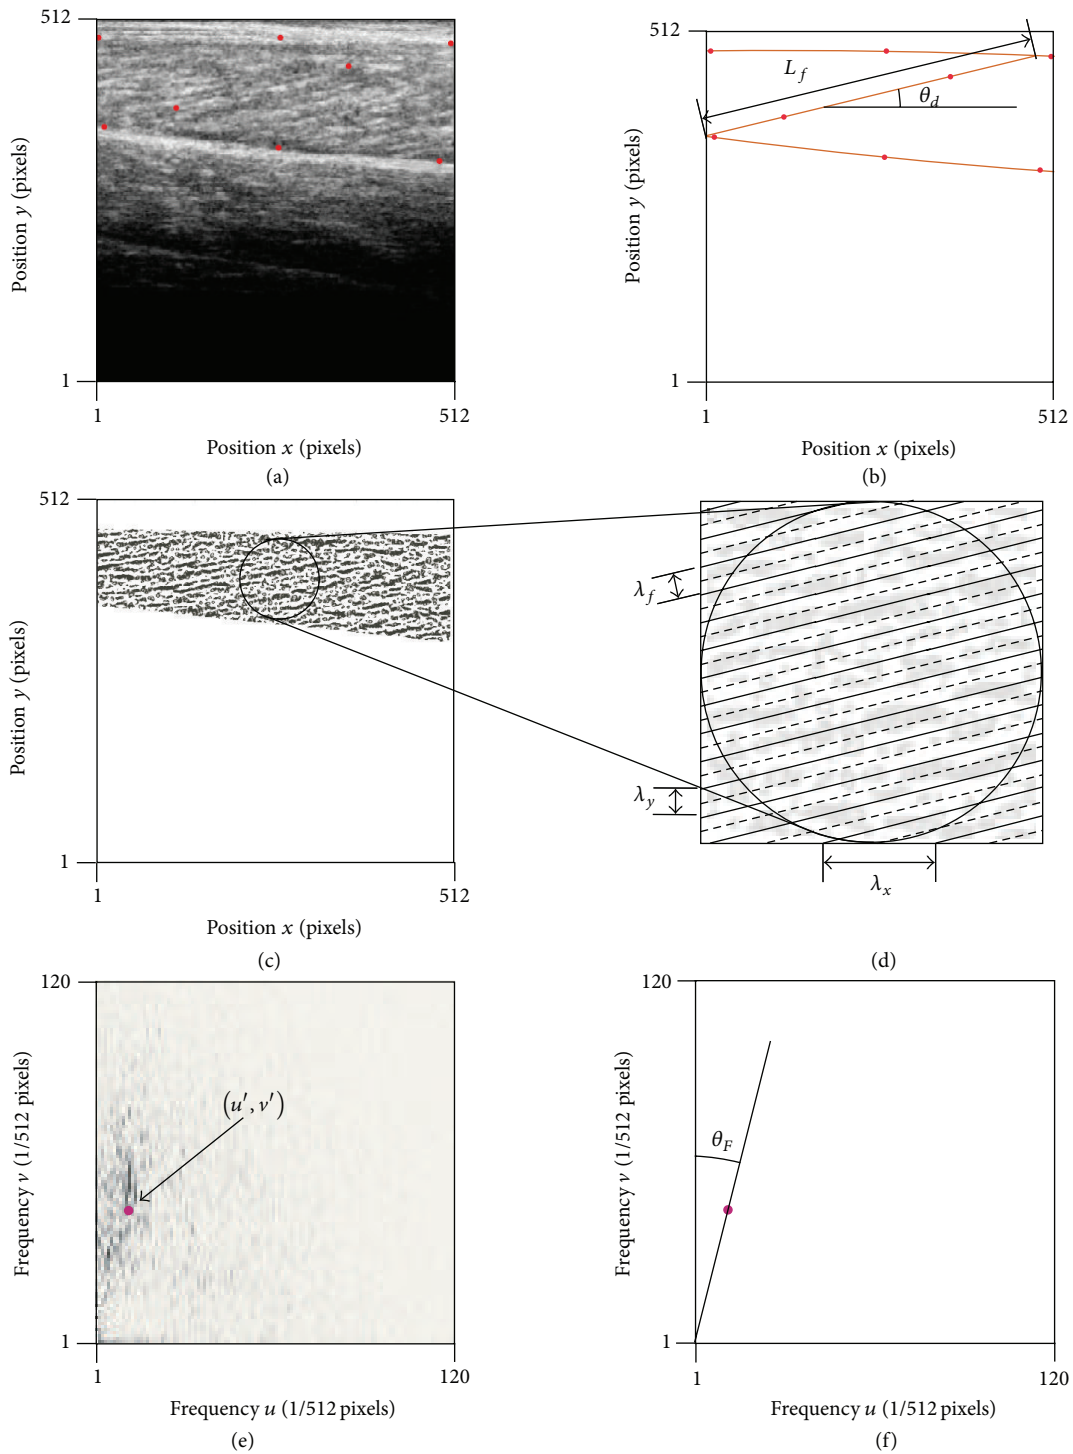 512
Position y (pixels)
1
1
512
Position x (pixels)
(a)
512
Position y (pixels)
L_f
θ_d
1
1
512
Position x (pixels)
(b)
512
Position y (pixels)
1
1
512
Position x (pixels)
(c)
λ_f
λ_y
λ_x
(d)
120
Frequency v (1/512 pixels)
(u′, v′)
1
1
120
Frequency u (1/512 pixels)
(e)
120
Frequency v (1/512 pixels)
θ_F
1
1
120
Frequency u (1/512 pixels)
(f)